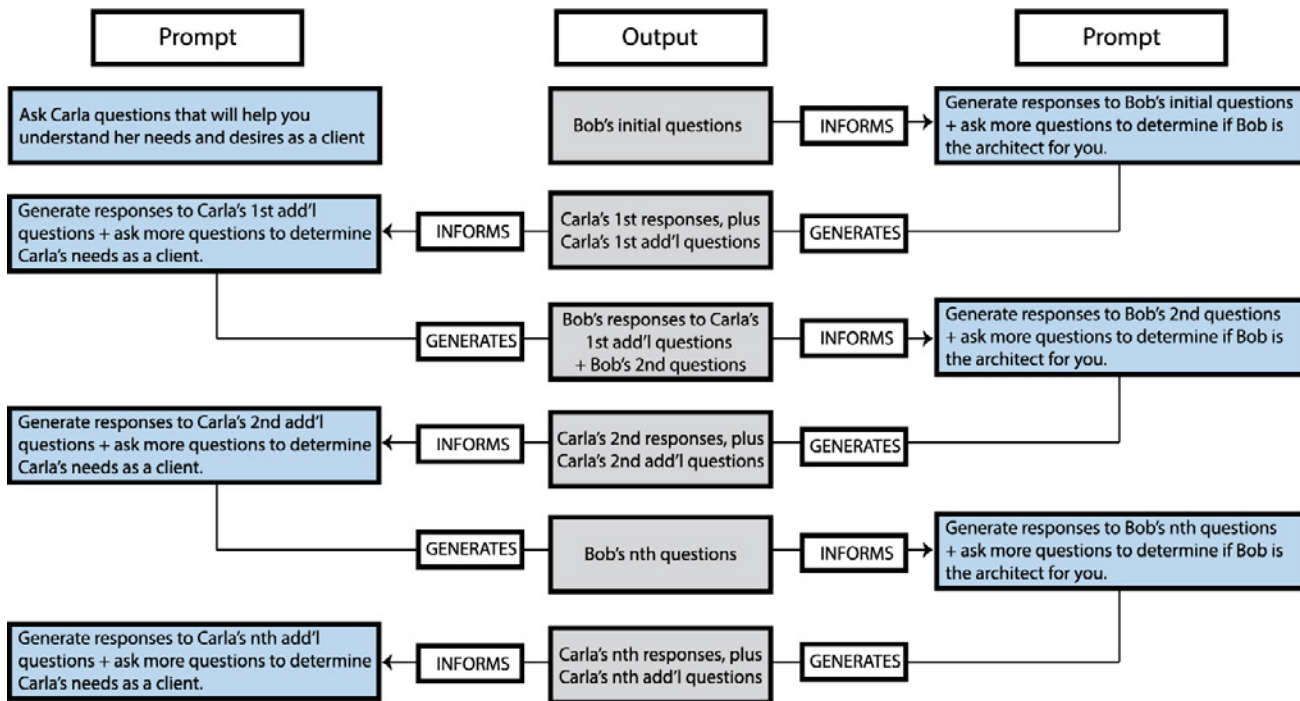 Prompt
Output
Prompt
Ask Carla questions that will help you
understand her needs and desires as a client
Bob's initial questions
INFORMS
Generate responses to Bob's initial questions
+ ask more questions to determine if Bob is
the architect for you.
Generate responses to Carla's 1st add'l
questions + ask more questions to determine
Carla's needs as a client.
INFORMS
Carla's 1st responses, plus
Carla's 1st add'l questions
GENERATES
GENERATES
Bob's responses to Carla's
1st add'l questions
+ Bob's 2nd questions
INFORMS
Generate responses to Bob's 2nd questions
+ ask more questions to determine if Bob is
the architect for you.
Generate responses to Carla's 2nd add'l
questions + ask more questions to determine
Carla's needs as a client.
INFORMS
Carla's 2nd responses, plus
Carla's 2nd add'l questions
GENERATES
GENERATES
Bob's nth questions
INFORMS
Generate responses to Bob's nth questions
+ ask more questions to determine if Bob is
the architect for you.
Generate responses to Carla's nth add'l
questions + ask more questions to determine
Carla's needs as a client.
INFORMS
Carla's nth responses, plus
Carla's nth add'l questions
GENERATES